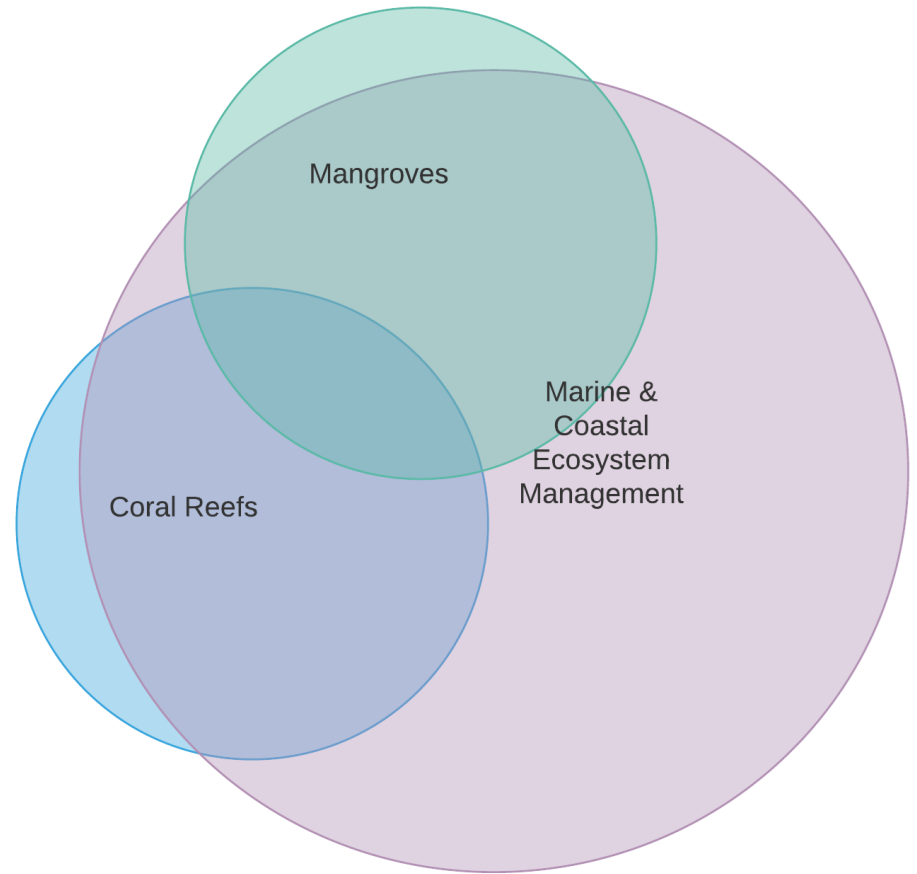 Mangroves
Marine &
Coastal
Ecosystem
Management
Coral Reefs